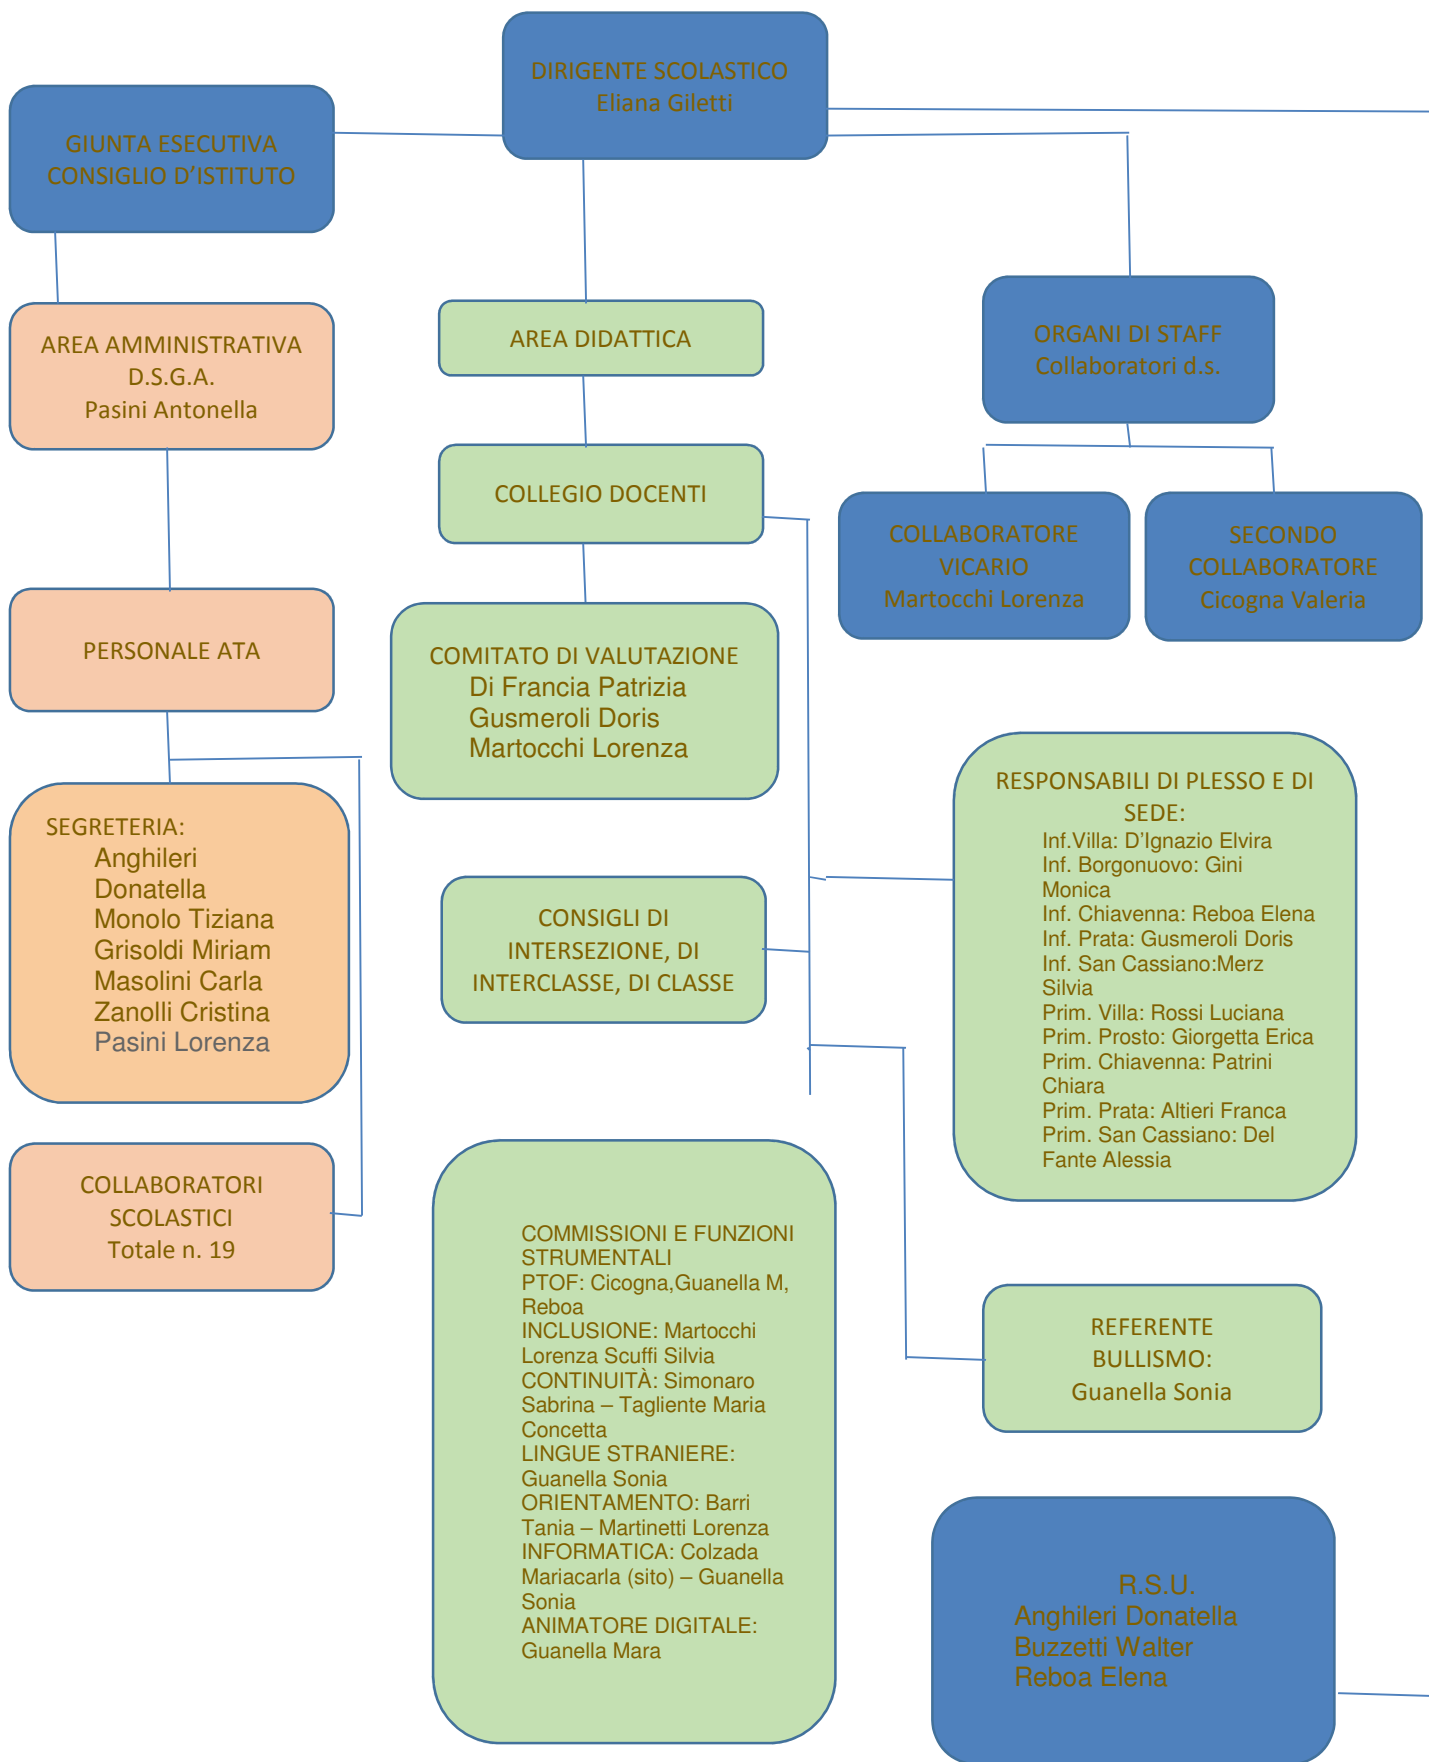 DIRIGENTE SCOLASTICO
Eliana Giletti
GIUNTA ESECUTIVA
CONSIGLIO D’ISTITUTO
AREA AMMINISTRATIVA
D.S.G.A.
Pasini Antonella
AREA DIDATTICA
ORGANI DI STAFF
Collaboratori d.s.
COLLEGIO DOCENTI
COLLABORATORE
VICARIO
Martocchi Lorenza
SECONDO
COLLABORATORE
Cicogna Valeria
PERSONALE ATA
COMITATO DI VALUTAZIONE
Di Francia Patrizia
Gusmeroli Doris
Martocchi Lorenza
SEGRETERIA:
Anghileri
Donatella
Monolo Tiziana
Grisoldi Miriam
Masolini Carla
Zanolli Cristina
Pasini Lorenza
CONSIGLI DI
INTERSEZIONE, DI
INTERCLASSE, DI CLASSE
RESPONSABILI DI PLESSO E DI
SEDE:
Inf.Villa: D’Ignazio Elvira
Inf. Borgonuovo: Gini
Monica
Inf. Chiavenna: Reboa Elena
Inf. Prata: Gusmeroli Doris
Inf. San Cassiano:Merz
Silvia
Prim. Villa: Rossi Luciana
Prim. Prosto: Giorgetta Erica
Prim. Chiavenna: Patrini
Chiara
Prim. Prata: Altieri Franca
Prim. San Cassiano: Del
Fante Alessia
COLLABORATORI
SCOLASTICI
Totale n. 19
COMMISSIONI E FUNZIONI
STRUMENTALI
PTOF: Cicogna,Guanella M,
Reboa
INCLUSIONE: Martocchi
Lorenza Scuffi Silvia
CONTINUITÀ: Simonaro
Sabrina – Tagliente Maria
Concetta
LINGUE STRANIERE:
Guanella Sonia
ORIENTAMENTO: Barri
Tania – Martinetti Lorenza
INFORMATICA: Colzada
Mariacarla (sito) – Guanella
Sonia
ANIMATORE DIGITALE:
Guanella Mara
REFERENTE
BULLISMO:
Guanella Sonia
R.S.U.
Anghileri Donatella
Buzzetti Walter
Reboa Elena